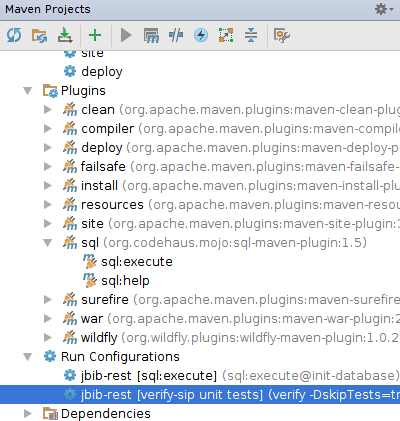 Maven Projects
site
deploy
Plugins
clean (org.apache.maven.plugins:maven-clean-plug
compiler (org.apache.maven.plugins:maven-compile
deploy (org.apache.maven.plugins:maven-deploy-p
failsafe (org.apache.maven.plugins:maven-failsafe-
install (org.apache.maven.plugins:maven-install-plu
resources (org.apache.maven.plugins:maven-resou
site (org.apache.maven.plugins:maven-site-plugin:3
sql (org.codehaus.mojo:sql-maven-plugin:1.5)
sql:execute
sql:help
surefire (org.apache.maven.plugins:maven-surefire
war (org.apache.maven.plugins:maven-war-plugin:2
wildfly (org.wildfly.plugins:wildfly-maven-plugin:1.0.2
Run Configurations
jbib-rest [sql:execute] (sql:execute@init-database)
jbib-rest [verify-sip unit tests] (verify -DskipTests=tr
Dependencies